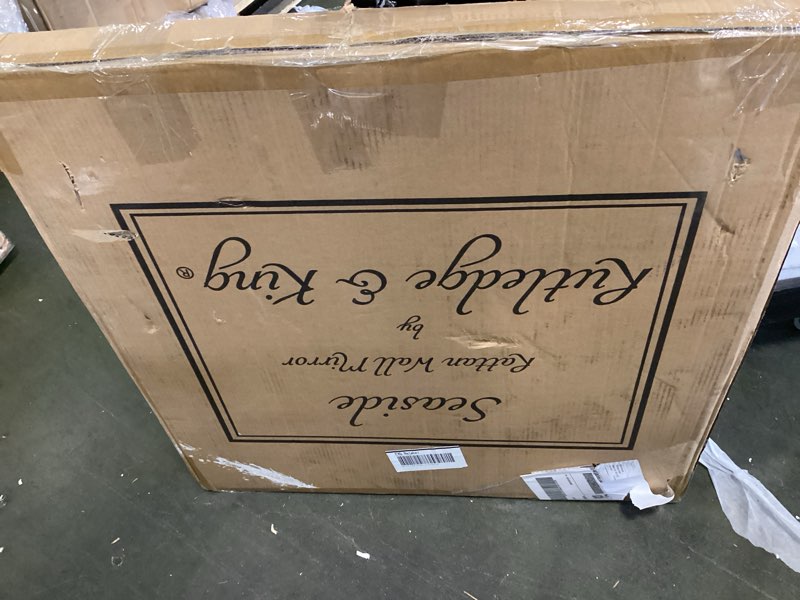 Seaside
Rattan Wall Mirror
by
Rutledge & King®